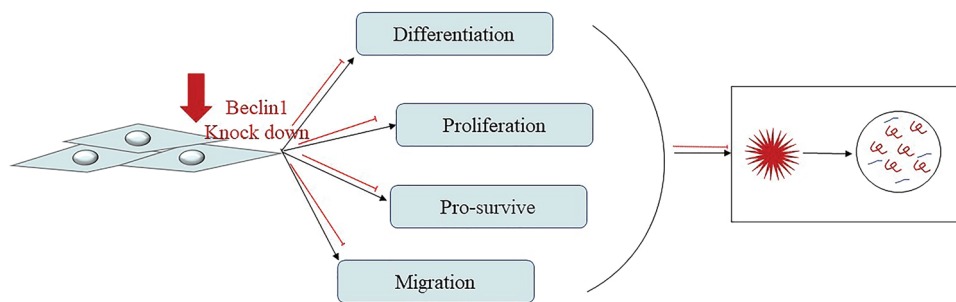 Differentiation
Beclin1
Knock down
Proliferation
Pro-survive
Migration